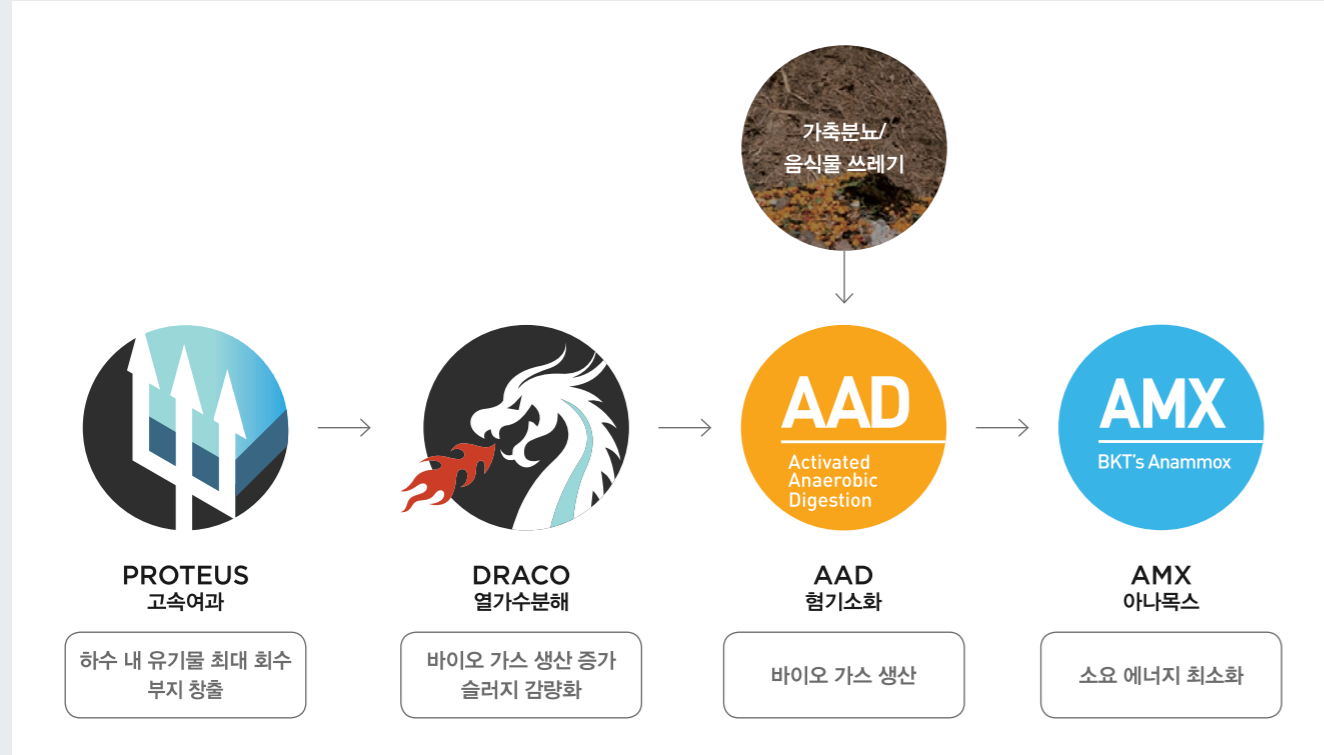 가축분뇨/
음식물 쓰레기
AAD
Activated
Anaerobic
Digestion
AMX
BKT's Anammox
PROTEUS
고속여과
DRACO
열가수분해
AAD
혐기소화
AMX
아나목스
하수 내 유기물 최대 회수
부지 창출
바이오 가스 생산 증가
슬러지 감량화
바이오 가스 생산
소요 에너지 최소화